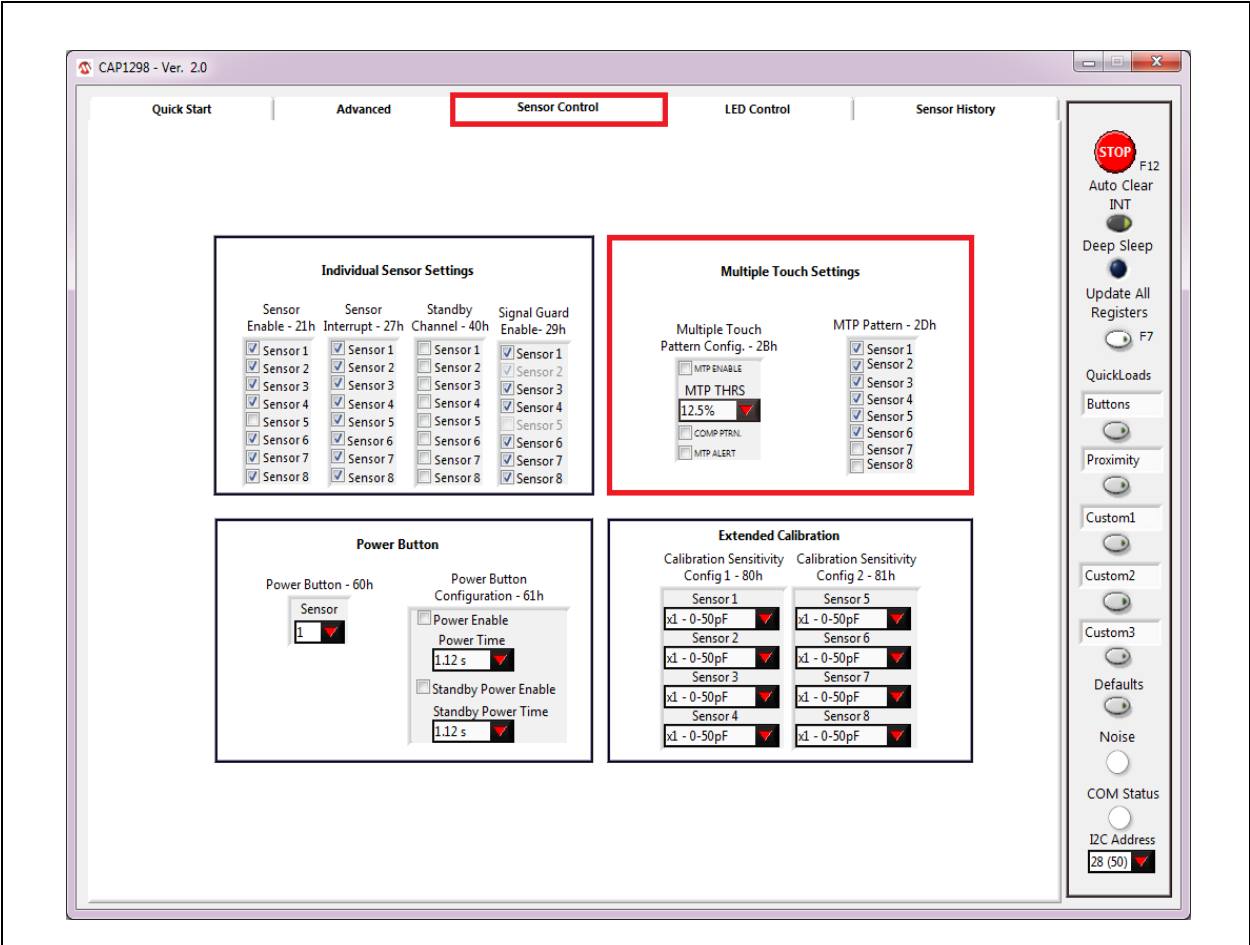 CAP1298 - Ver. 2.0
Quick Start
Advanced
Sensor Control
LED Control
Sensor History
Individual Sensor Settings
Sensor
Enable - 21h
Sensor 1
Sensor 2
Sensor 3
Sensor 4
Sensor 5
Sensor 6
Sensor 7
Sensor 8
Sensor
Interrupt - 27h
Sensor 1
Sensor 2
Sensor 3
Sensor 4
Sensor 5
Sensor 6
Sensor 7
Sensor 8
Standby
Channel - 40h
Sensor 1
Sensor 2
Sensor 3
Sensor 4
Sensor 5
Sensor 6
Sensor 7
Sensor 8
Signal Guard
Enable- 29h
Sensor 1
Sensor 2
Sensor 3
Sensor 4
Sensor 5
Sensor 6
Sensor 7
Sensor 8
Multiple Touch Settings
Multiple Touch
Pattern Config. - 2Bh
MTP ENABLE
MTP THRS
12.5%
COMP PTRN.
MTP ALERT
MTP Pattern - 2Dh
Sensor 1
Sensor 2
Sensor 3
Sensor 4
Sensor 5
Sensor 6
Sensor 7
Sensor 8
Power Button
Power Button - 60h
Sensor
1
Power Button
Configuration - 61h
Power Enable
Power Time
1.12 s
Standby Power Enable
Standby Power Time
1.12 s
Extended Calibration
Calibration Sensitivity
Config 1 - 80h
Sensor 1
x1 - 0-50pF
Sensor 2
x1 - 0-50pF
Sensor 3
x1 - 0-50pF
Sensor 4
x1 - 0-50pF
Calibration Sensitivity
Config 2 - 81h
Sensor 5
x1 - 0-50pF
Sensor 6
x1 - 0-50pF
Sensor 7
x1 - 0-50pF
Sensor 8
x1 - 0-50pF
STOP
F12
Auto Clear
INT
Deep Sleep
Update All
Registers
F7
QuickLoads
Buttons
Proximity
Custom1
Custom2
Custom3
Defaults
Noise
COM Status
I2C Address
28 (50)